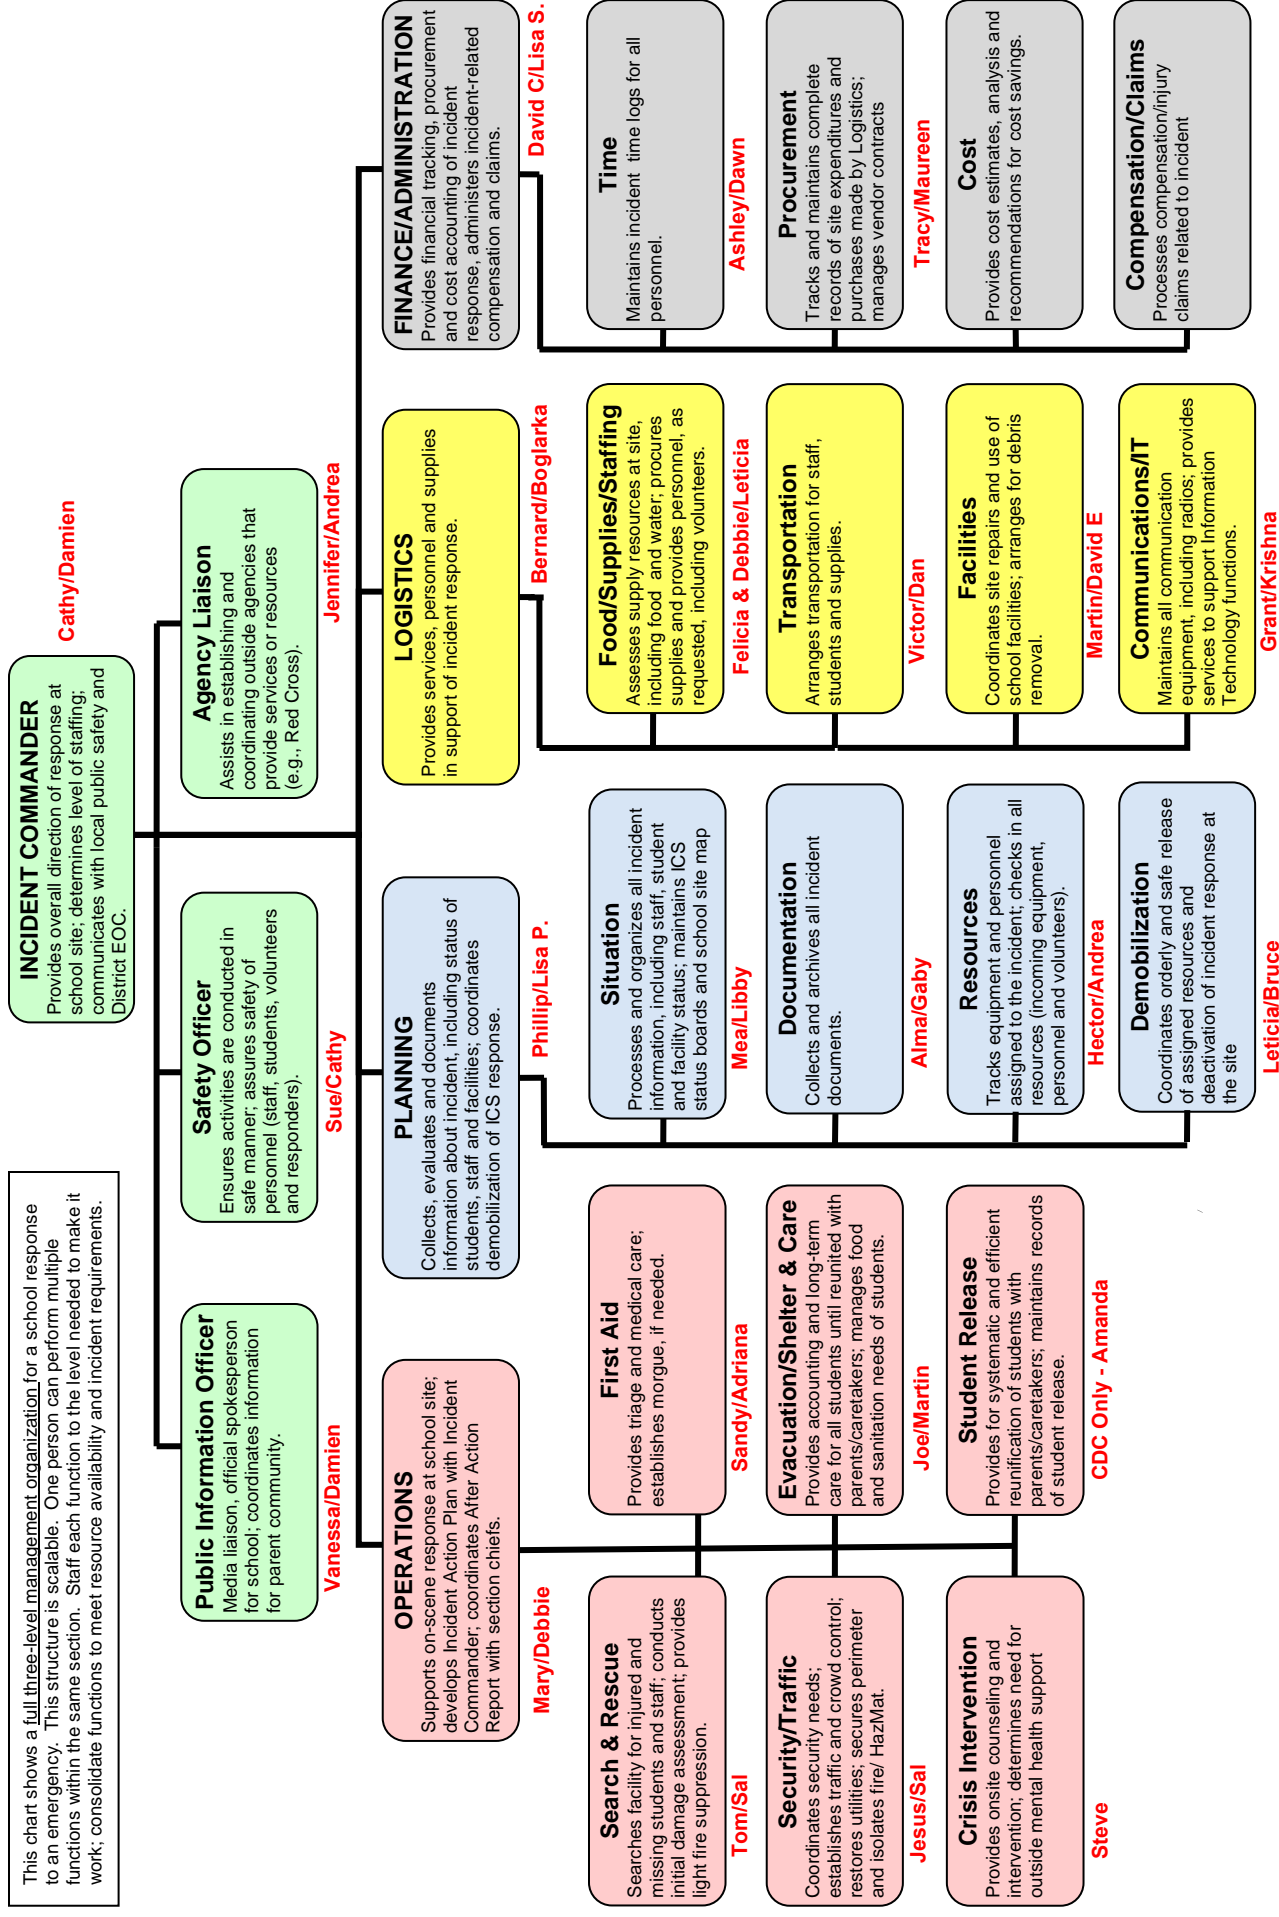 This chart shows a full three-level management organization for a school response
to an emergency.  This structure is scalable.  One person can perform multiple
functions within the same section.  Staff each function to the level needed to make it
work; consolidate functions to meet resource availability and incident requirements.
INCIDENT COMMANDER
Provides overall direction of response at
school site; determines level of staffing;
communicates with local public safety and
District EOC.
Cathy/Damien
Public Information Officer
Media liaison, official spokesperson
for school; coordinates information
for parent community.
Vanessa/Damien
Safety Officer
Ensures activities are conducted in
safe manner; assures safety of
personnel (staff, students, volunteers
and responders).
Sue/Cathy
Agency Liaison
Assists in establishing and
coordinating outside agencies that
provide services or resources
(e.g., Red Cross).
Jennifer/Andrea
OPERATIONS
Supports on-scene response at school site;
develops Incident Action Plan with Incident
Commander; coordinates After Action
Report with section chiefs.
Mary/Debbie
PLANNING
Collects, evaluates and documents
information about incident, including status of
students, staff and facilities; coordinates
demobilization of ICS response.
Phillip/Lisa P.
LOGISTICS
Provides services, personnel and supplies
in support of incident response.
Bernard/Boglarka
FINANCE/ADMINISTRATION
Provides financial tracking, procurement
and cost accounting of incident
response, administers incident-related
compensation and claims.
David C/Lisa S.
Search & Rescue
Searches facility for injured and
missing students and staff; conducts
initial damage assessment; provides
light fire suppression.
Tom/Sal
First Aid
Provides triage and medical care;
establishes morgue, if needed.
Sandy/Adriana
Situation
Processes and organizes all incident
information, including staff, student
and facility status; maintains ICS
status boards and school site map
Mea/Libby
Food/Supplies/Staffing
Assesses supply resources at site,
including food  and water; procures
supplies and provides personnel, as
requested, including volunteers.
Felicia & Debbie/Leticia
Time
Maintains incident  time logs for all
personnel.
Ashley/Dawn
Security/Traffic
Coordinates security needs;
establishes traffic and crowd control;
restores utilities; secures perimeter
and isolates fire/ HazMat.
Jesus/Sal
Evacuation/Shelter & Care
Provides accounting and long-term
care for all students until reunited with
parents/caretakers; manages food
and sanitation needs of students.
Joe/Martin
Documentation
Collects and archives all incident
documents.
Alma/Gaby
Transportation
Arranges transportation for staff,
students and supplies.
Victor/Dan
Procurement
Tracks and maintains complete
records of site expenditures and
purchases made by Logistics;
manages vendor contracts
Tracy/Maureen
Crisis Intervention
Provides onsite counseling and
intervention; determines need for
outside mental health support
Steve
Student Release
Provides for systematic and efficient
reunification of students with
parents/caretakers; maintains records
of student release.
CDC Only - Amanda
Resources
Tracks equipment and personnel
assigned to the incident; checks in all
resources (incoming equipment,
personnel and volunteers).
Hector/Andrea
Facilities
Coordinates site repairs and use of
school facilities; arranges for debris
removal.
Martin/David E
Cost
Provides cost estimates, analysis and
recommendations for cost savings.
Demobilization
Coordinates orderly and safe release
of assigned resources and
deactivation of incident response at
the site
Leticia/Bruce
Communications/IT
Maintains all communication
equipment, including radios; provides
services to support Information
Technology functions.
Grant/Krishna
Compensation/Claims
Processes compensation/injury
claims related to incident